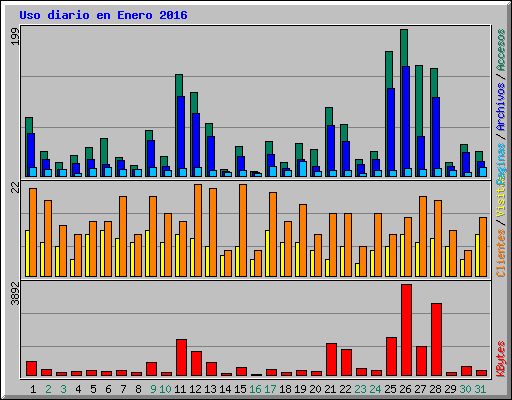 Uso diario en Enero 2016
199
22
3892
Clientes / Visitas
Paginas / Archivos / Accesos
KBytes
1 2 3 4 5 6 7 8 9 10 11 12 13 14 15 16 17 18 19 20 21 22 23 24 25 26 27 28 29 30 31